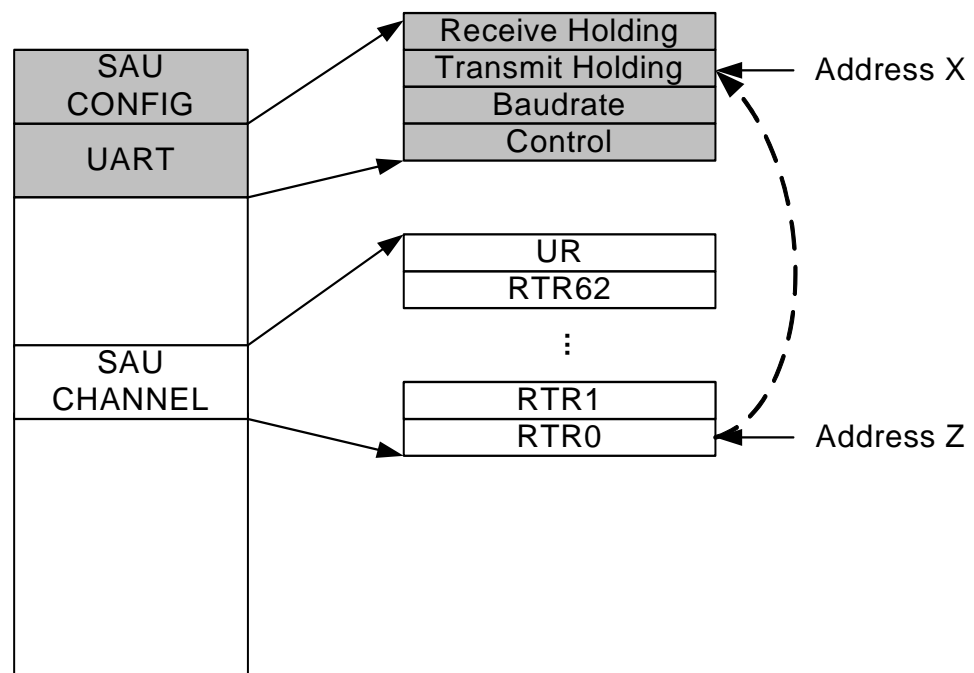 SAU
CONFIG
UART
SAU
CHANNEL
Receive Holding
Transmit Holding
Baudrate
Control
UR
RTR62
...
RTR1
RTR0
Address X
Address Z